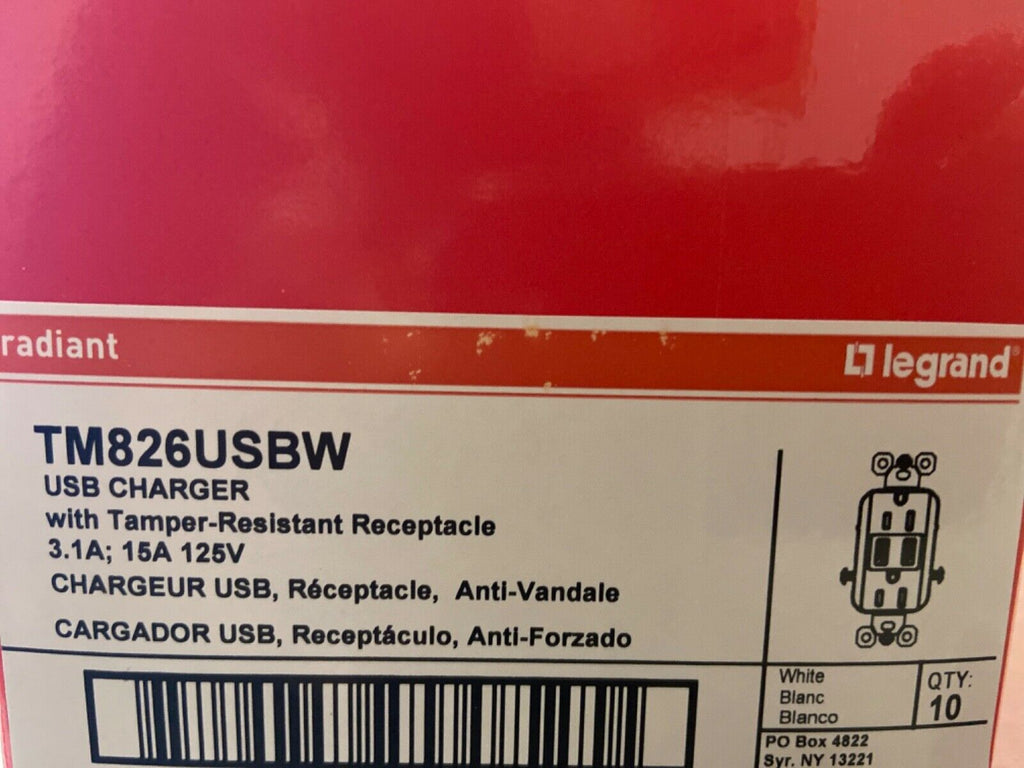 radiant
legrand®
TM826USBW
USB CHARGER
with Tamper-Resistant Receptacle
3.1A; 15A 125V
CHARGEUR USB, Réceptacle, Anti-Vandale
CARGADOR USB, Receptáculo, Anti-Forzado
White
Blanc
Blanco
QTY:
10
PO Box 4822
Syr. NY 13221